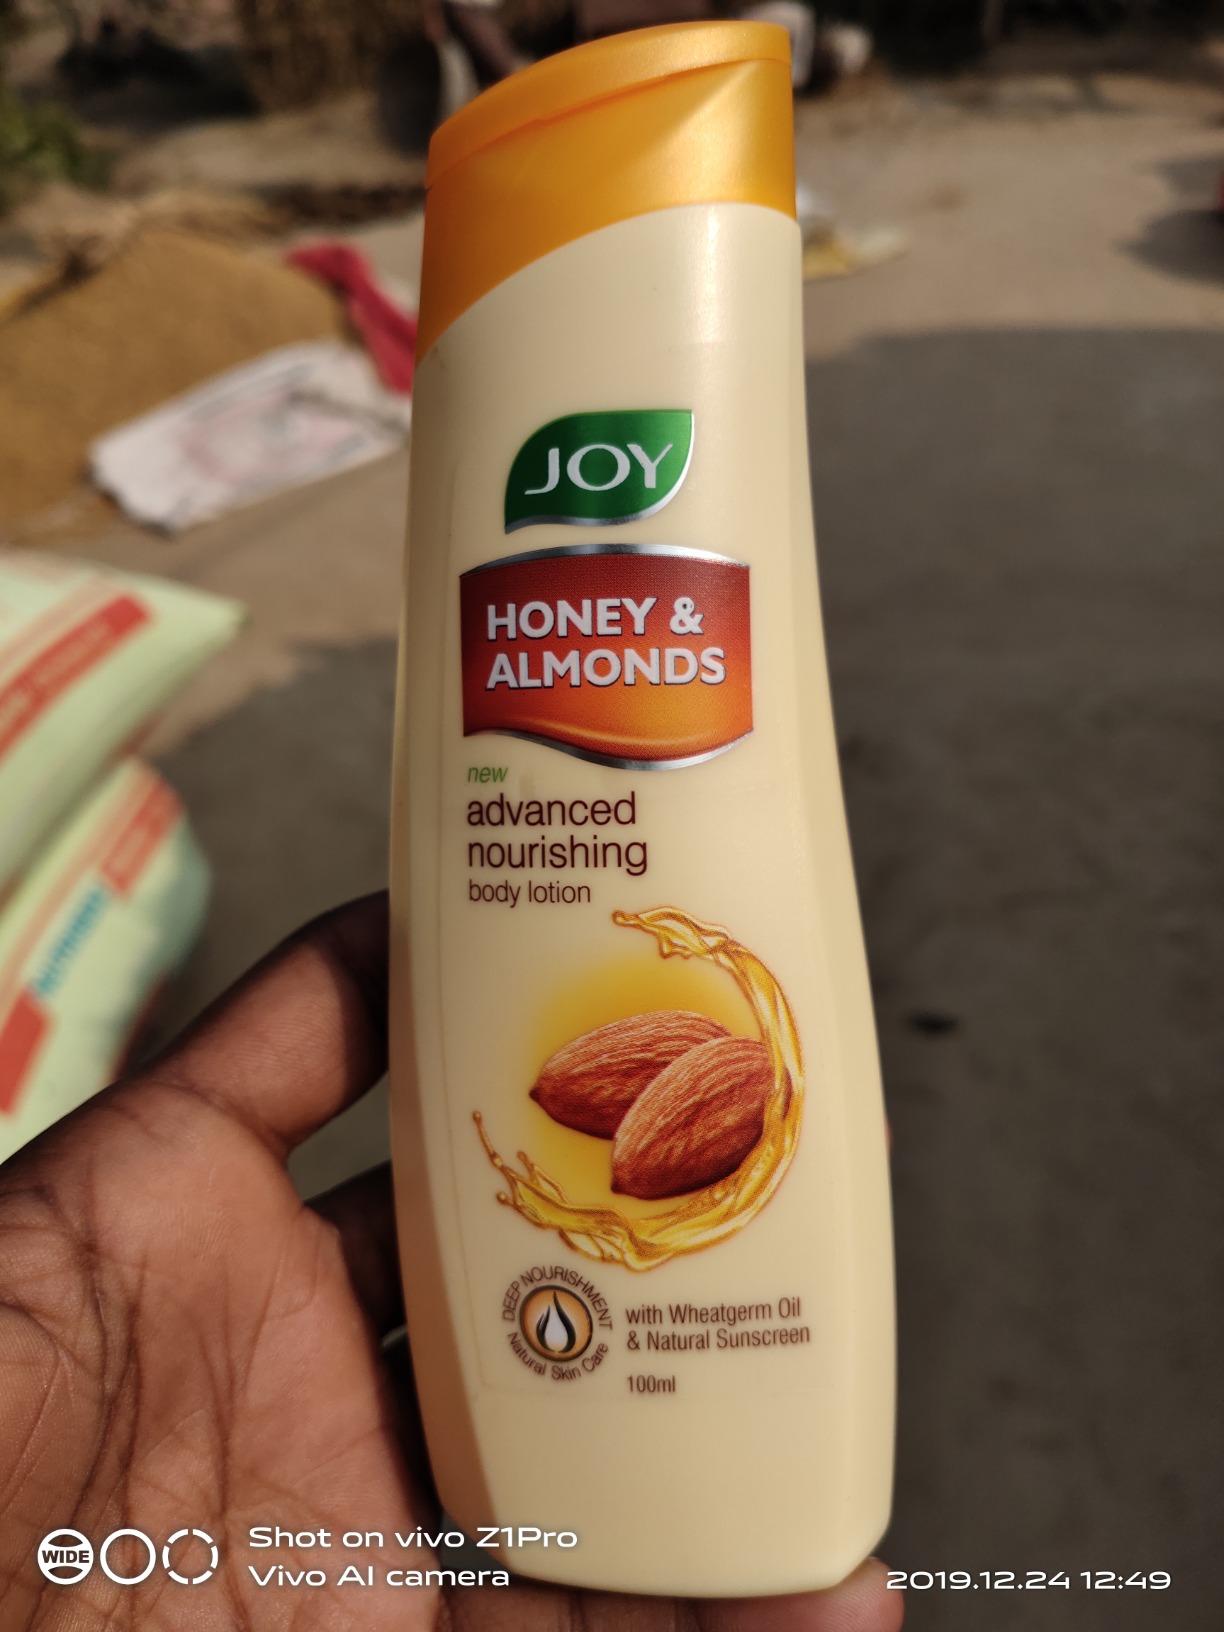 JOY
HONEY &
ALMONDS
new
advanced
nourishing
body lotion
DEEP NOURISHMENT
Natural Skin Care
with Wheatgerm Oil
& Natural Sunscreen
100ml
WIDE
Shot on vivo Z1Pro
Vivo AI camera
2019.12.24 12:49